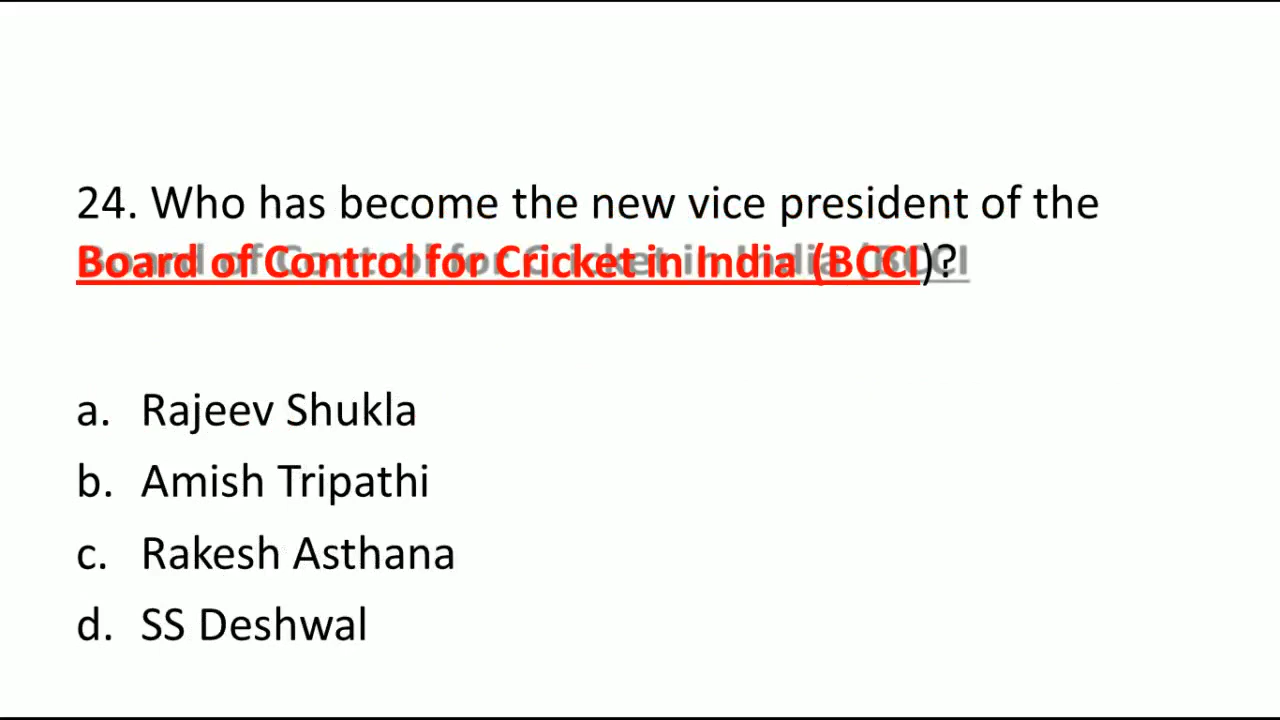 24. Who has become the new vice president of the
Board of Control for Cricket in India (BCCI)?
a. Rajeev Shukla
b. Amish Tripathi
c. Rakesh Asthana
d. SS Deshwal